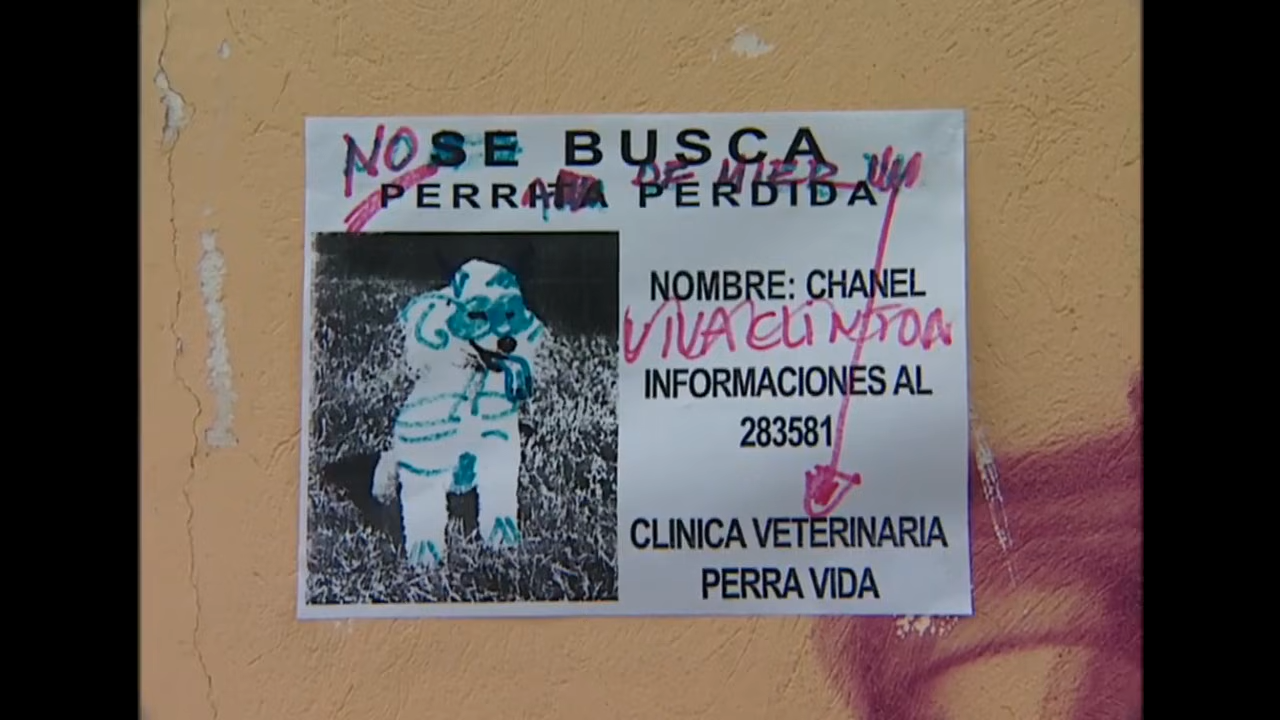 NO SE BUSCA
DE MIER
PERRITA PERDIDA
NOMBRE: CHANEL
VIVA CLINTON
INFORMACIONES AL
283581
CLINICA VETERINARIA
PERRA VIDA